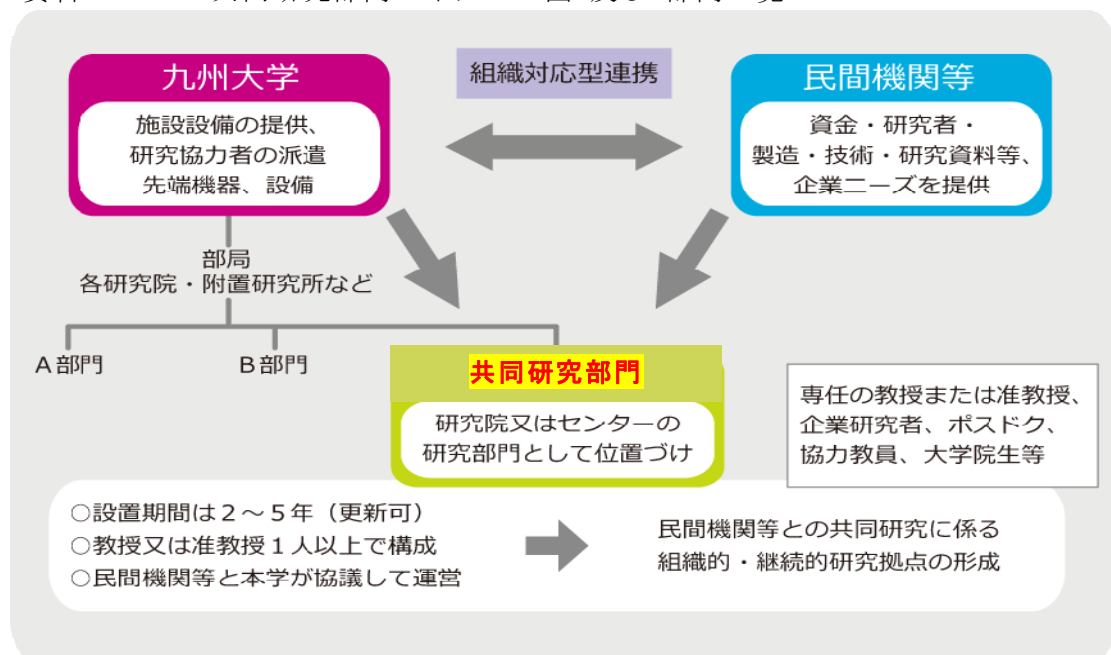 九州大学
施設設備の提供、
研究協力者の派遣
先端機器、設備
組織対応型連携
民間機関等
資金・研究者・
製造・技術・研究資料等、
企業ニーズを提供
部局
各研究院・附置研究所など
A部門
B部門
共同研究部門
研究院又はセンターの
研究部門として位置づけ
専任の教授または准教授、
企業研究者、ポスドク、
協力教員、大学院生等
○設置期間は２～５年（更新可）
○教授又は准教授１人以上で構成
○民間機関等と本学が協議して運営
民間機関等との共同研究に係る
組織的・継続的研究拠点の形成